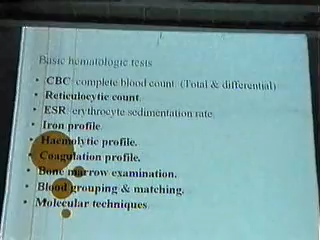 Basic hematologic tests
• CBC: complete blood count. (Total & differential)
• Reticulocytic count.
• ESR: erythrocyte sedimentation rate
• Iron profile.
• Haemolytic profile.
• Coagulation profile.
• Bone marrow examination.
• Blood grouping & matching.
• Molecular techniques.